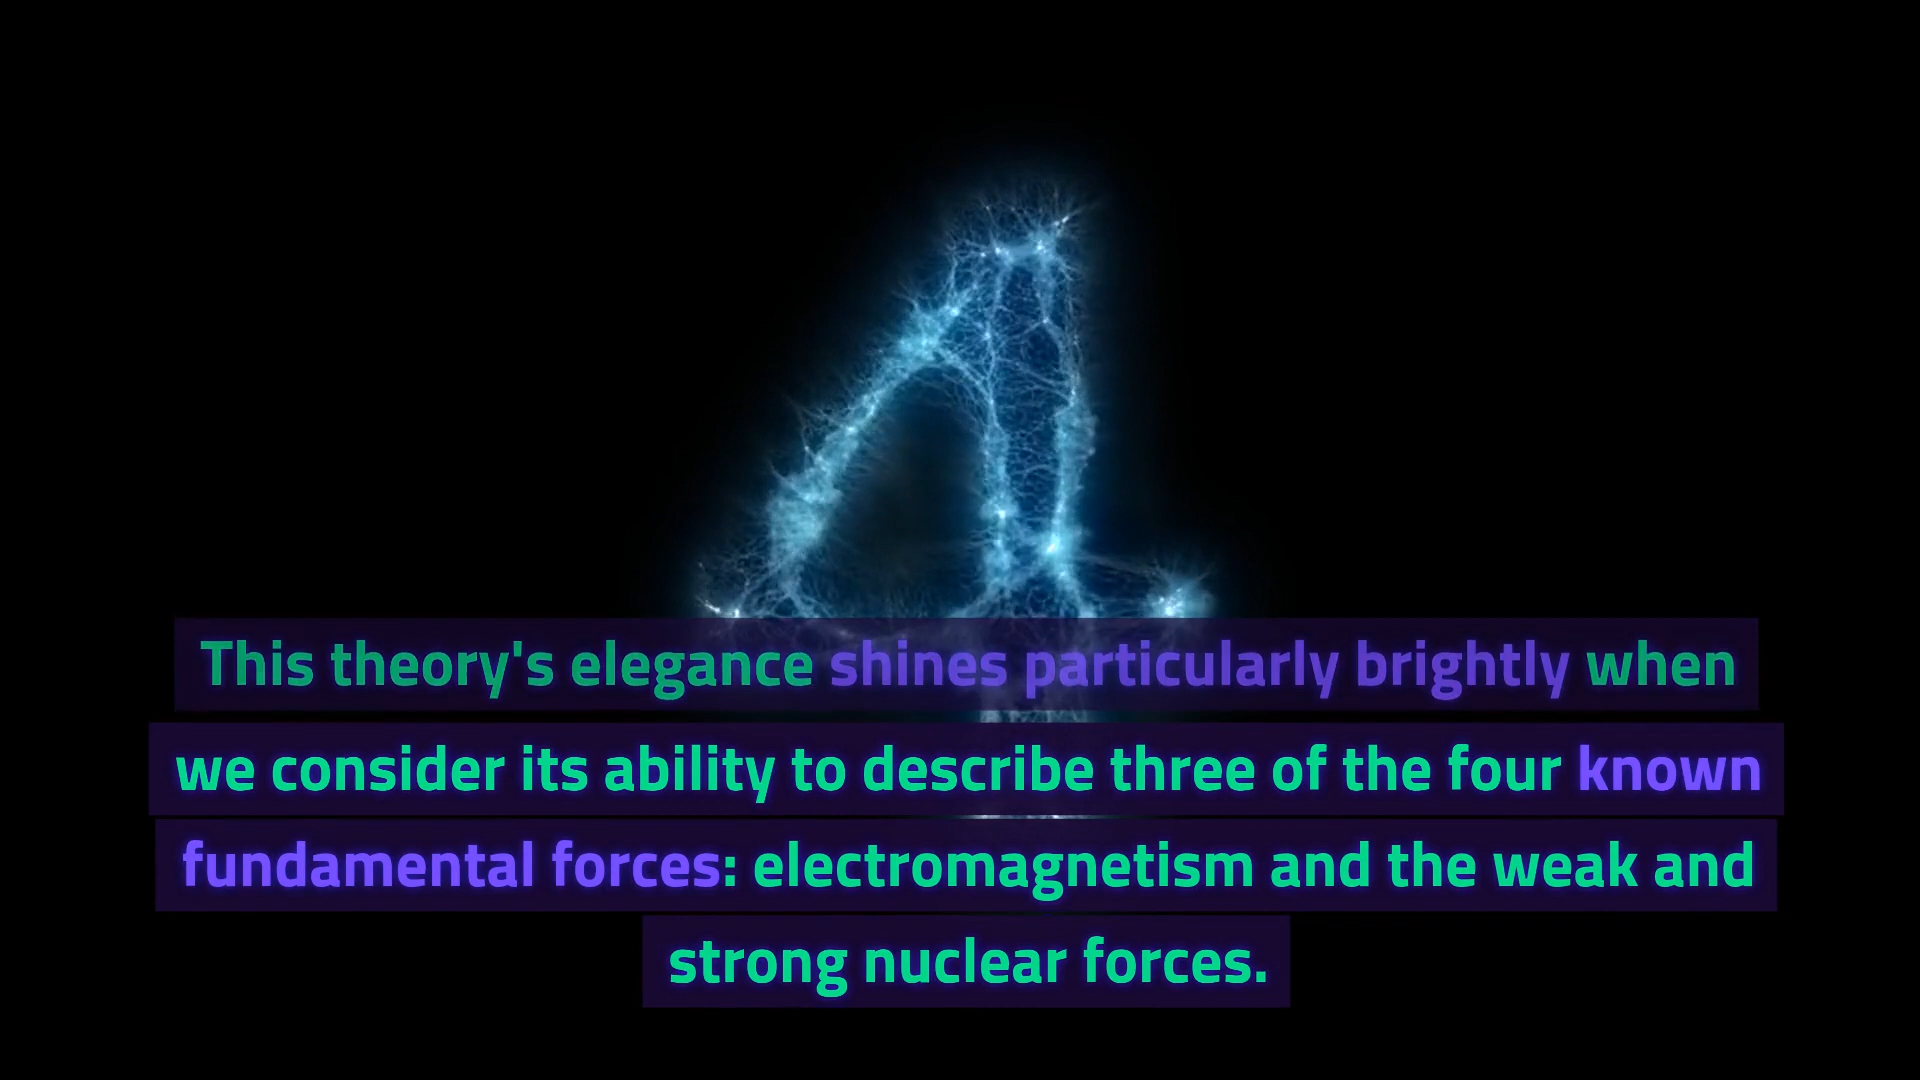 4
This theory's elegance shines particularly brightly when
we consider its ability to describe three of the four known
fundamental forces: electromagnetism and the weak and
strong nuclear forces.